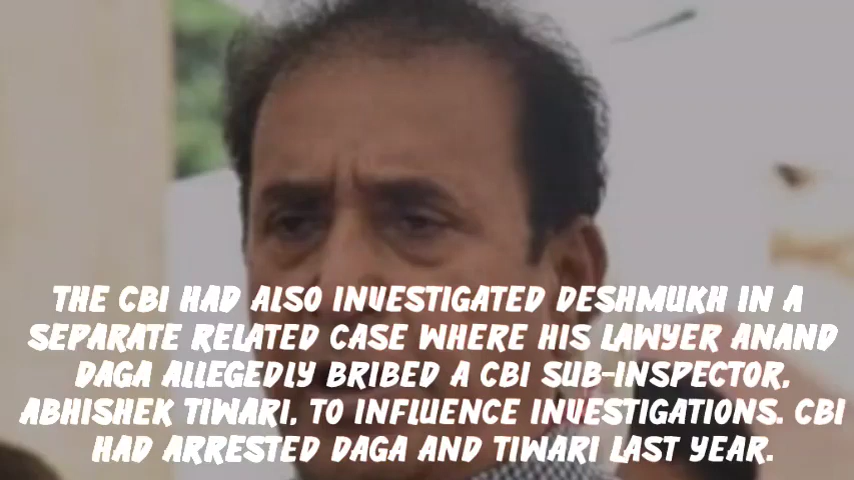 THE CBI HAD ALSO INVESTIGATED DESHMUKH IN A
SEPARATE RELATED CASE WHERE HIS LAWYER ANAND
DAGA ALLEGEDLY BRIBED A CBI SUB-INSPECTOR,
ABHISHEK TIWARI, TO INFLUENCE INVESTIGATIONS. CBI
HAD ARRESTED DAGA AND TIWARI LAST YEAR.